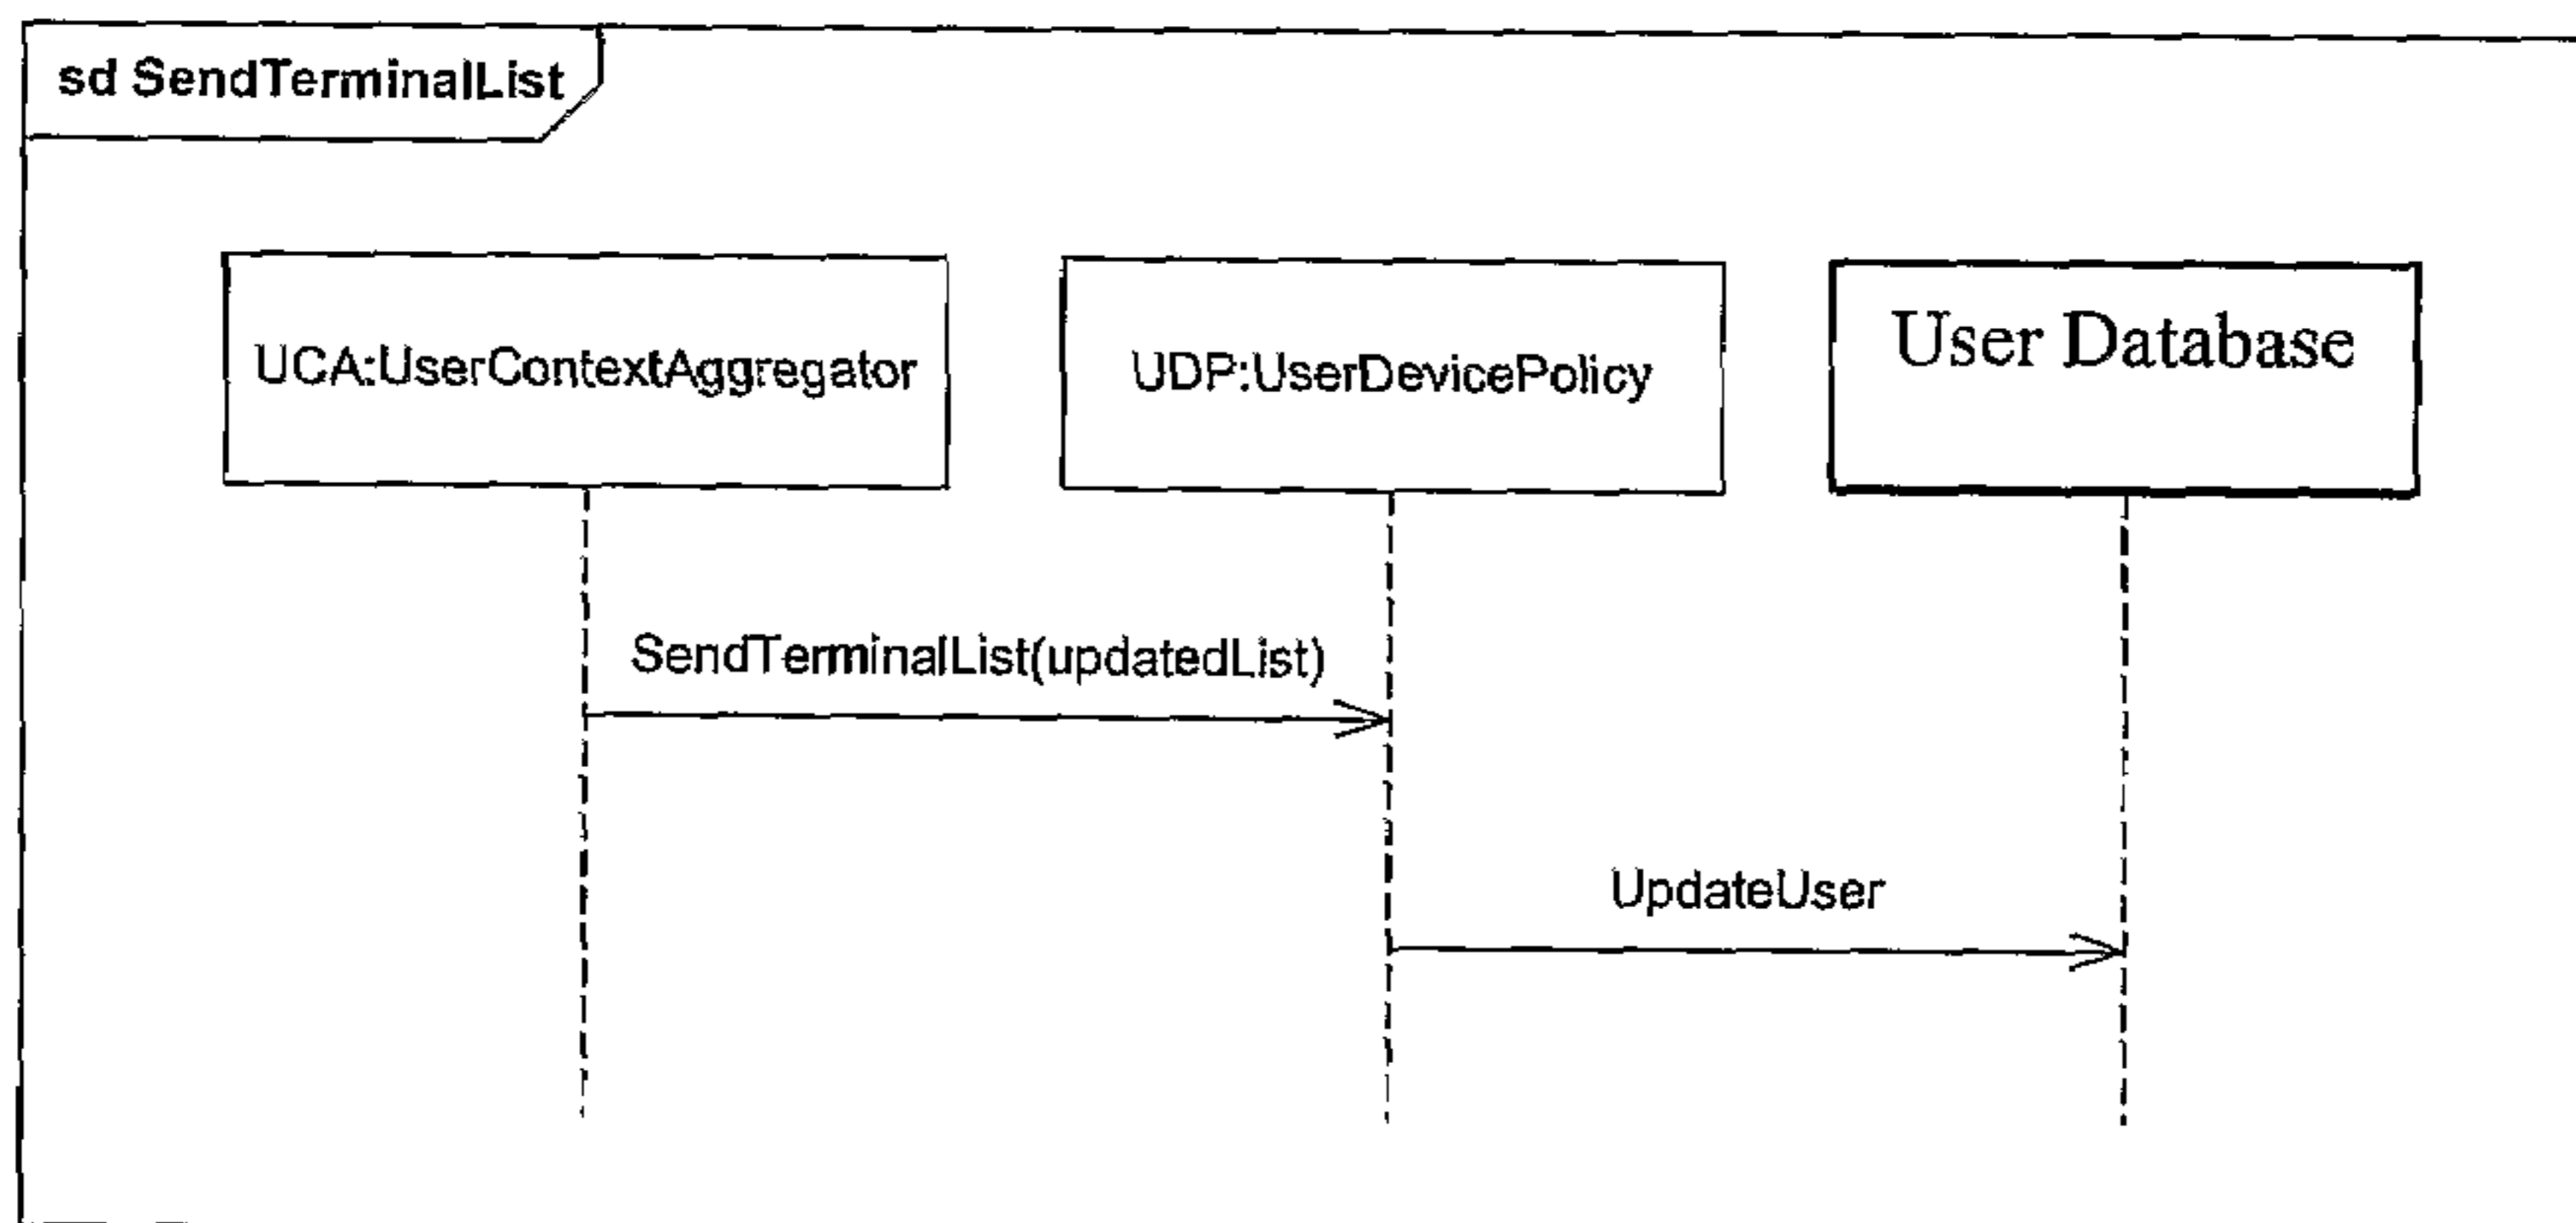 sd SendTerminalList
UCA:UserContextAggregator
UDP:UserDevicePolicy
User Database
SendTerminalList(updatedList)
UpdateUser